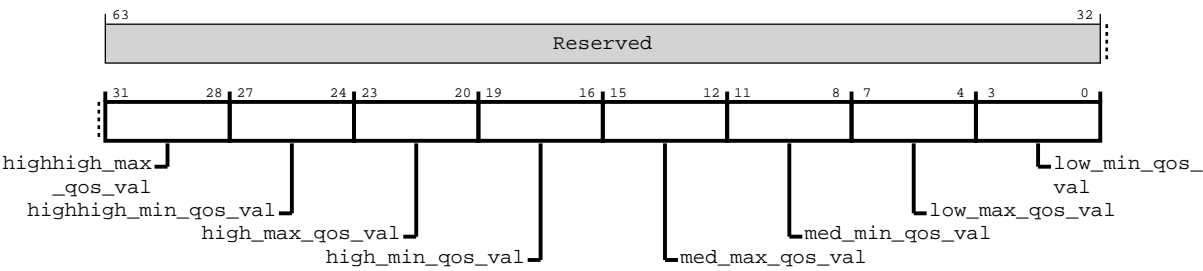 63 32
Reserved
31 28 27 24 23 20 19 16 15 12 11 8 7 4 3 0
highhigh_max
_qos_val
low_min_qos_
val
highhigh_min_qos_val
low_max_qos_val
high_max_qos_val
med_min_qos_val
high_min_qos_val
med_max_qos_val